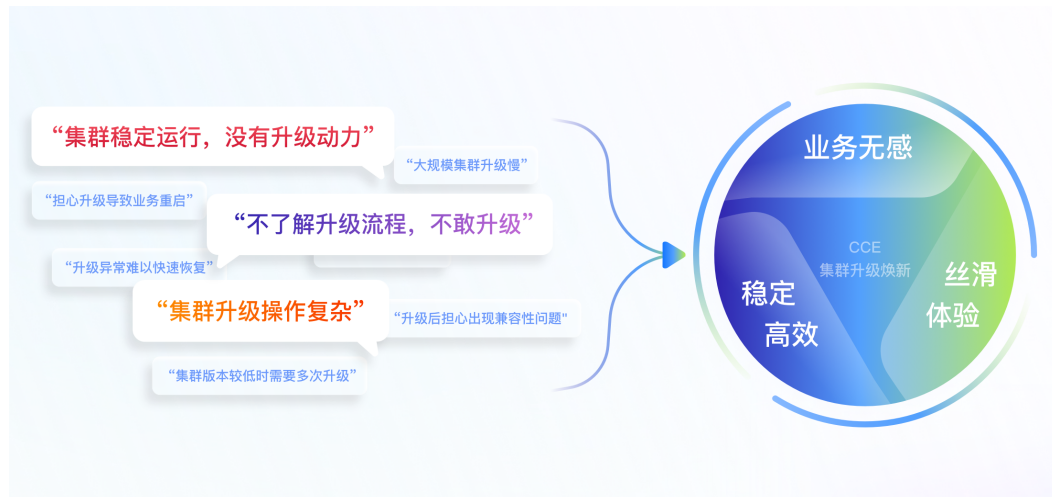 “集群稳定运行，没有升级动力”
“大规模集群升级慢”
“担心升级导致业务重启”
“不了解升级流程，不敢升级”
“升级异常难以快速恢复”
“集群升级操作复杂”
“升级后担心出现兼容性问题"
“集群版本较低时需要多次升级”
业务无感
CCE
集群升级焕新
稳定
高效
丝滑
体验